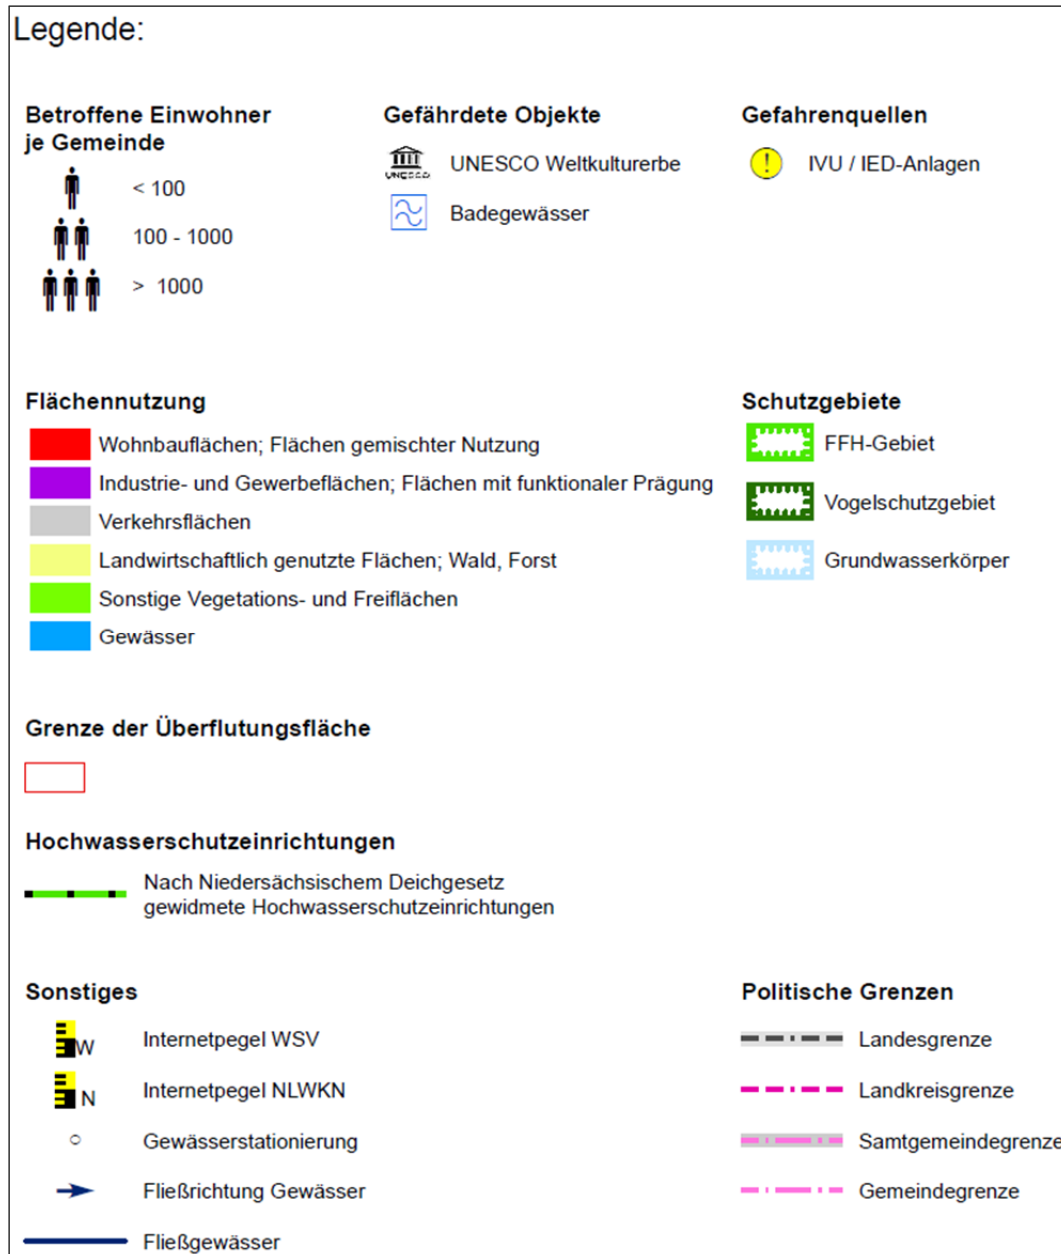 Legende:
Betroffene Einwohner
je Gemeinde
< 100
100 - 1000
> 1000
Gefährdete Objekte
UNESCO
UNESCO Weltkulturerbe
Badegewässer
Gefahrenquellen
!
IVU / IED-Anlagen
Flächennutzung
Wohnbauflächen; Flächen gemischter Nutzung
Industrie- und Gewerbeflächen; Flächen mit funktionaler Prägung
Verkehrsflächen
Landwirtschaftlich genutzte Flächen; Wald, Forst
Sonstige Vegetations- und Freiflächen
Gewässer
Schutzgebiete
FFH-Gebiet
Vogelschutzgebiet
Grundwasserkörper
Grenze der Überflutungsfläche
Hochwasserschutzeinrichtungen
Nach Niedersächsischem Deichgesetz
gewidmete Hochwasserschutzeinrichtungen
Sonstiges
W Internetpegel WSV
N Internetpegel NLWKN
Gewässerstationierung
Fließrichtung Gewässer
Fließgewässer
Politische Grenzen
Landesgrenze
Landkreisgrenze
Samtgemeindegrenze
Gemeindegrenze